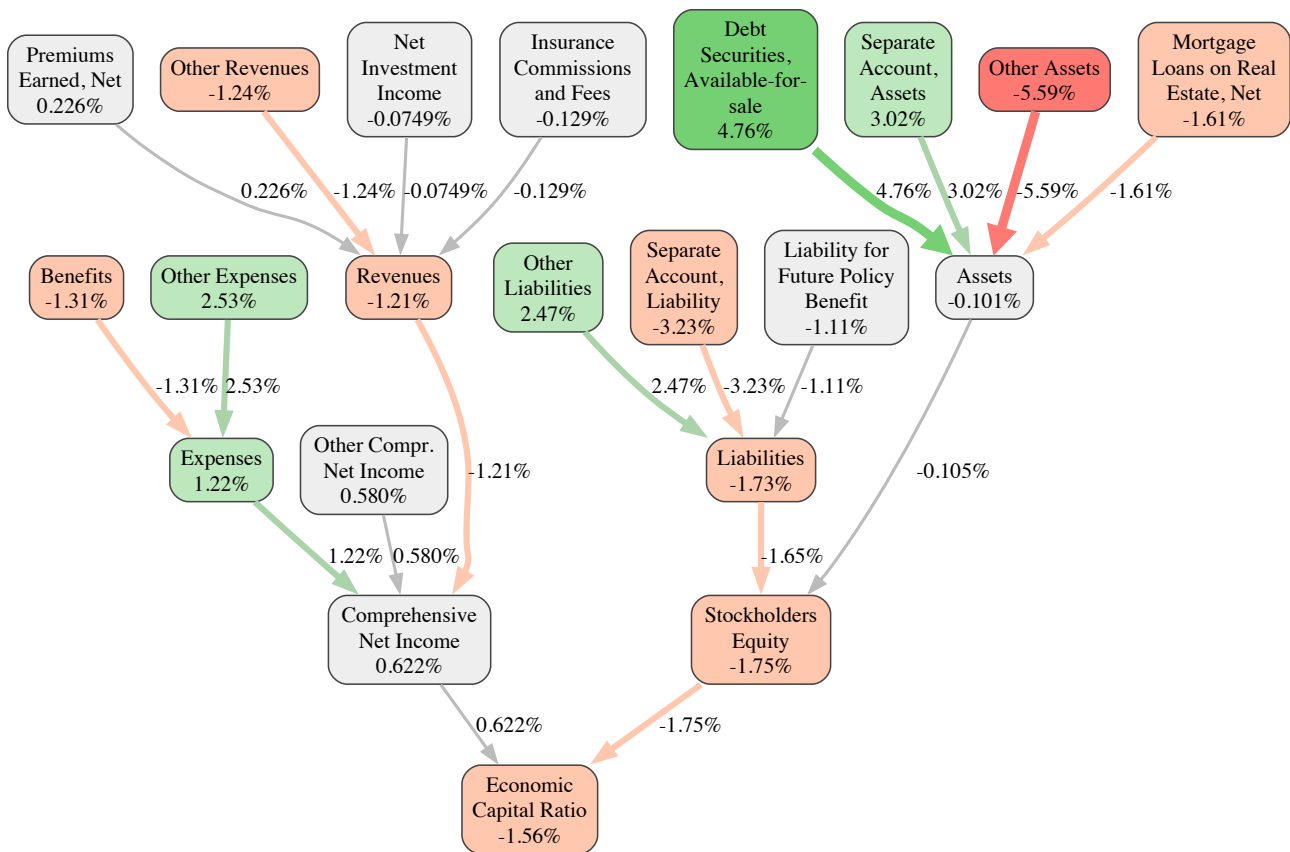 Premiums
Earned, Net
0.226%
Other Revenues
-1.24%
Net
Investment
Income
-0.0749%
Insurance
Commissions
and Fees
-0.129%
Debt
Securities,
Available-for-
sale
4.76%
Separate
Account,
Assets
3.02%
Other Assets
-5.59%
Mortgage
Loans on Real
Estate, Net
-1.61%
0.226%
-1.24%
-0.0749%
-0.129%
4.76%
3.02%
-5.59%
-1.61%
Benefits
-1.31%
Other Expenses
2.53%
Revenues
-1.21%
Other
Liabilities
2.47%
Separate
Account,
Liability
-3.23%
Liability for
Future Policy
Benefit
-1.11%
Assets
-0.101%
-1.31%
2.53%
2.47%
-3.23%
-1.11%
Expenses
1.22%
Other Compr.
Net Income
0.580%
-1.21%
Liabilities
-1.73%
-0.105%
1.22%
0.580%
-1.65%
Comprehensive
Net Income
0.622%
Stockholders
Equity
-1.75%
0.622%
-1.75%
Economic
Capital Ratio
-1.56%